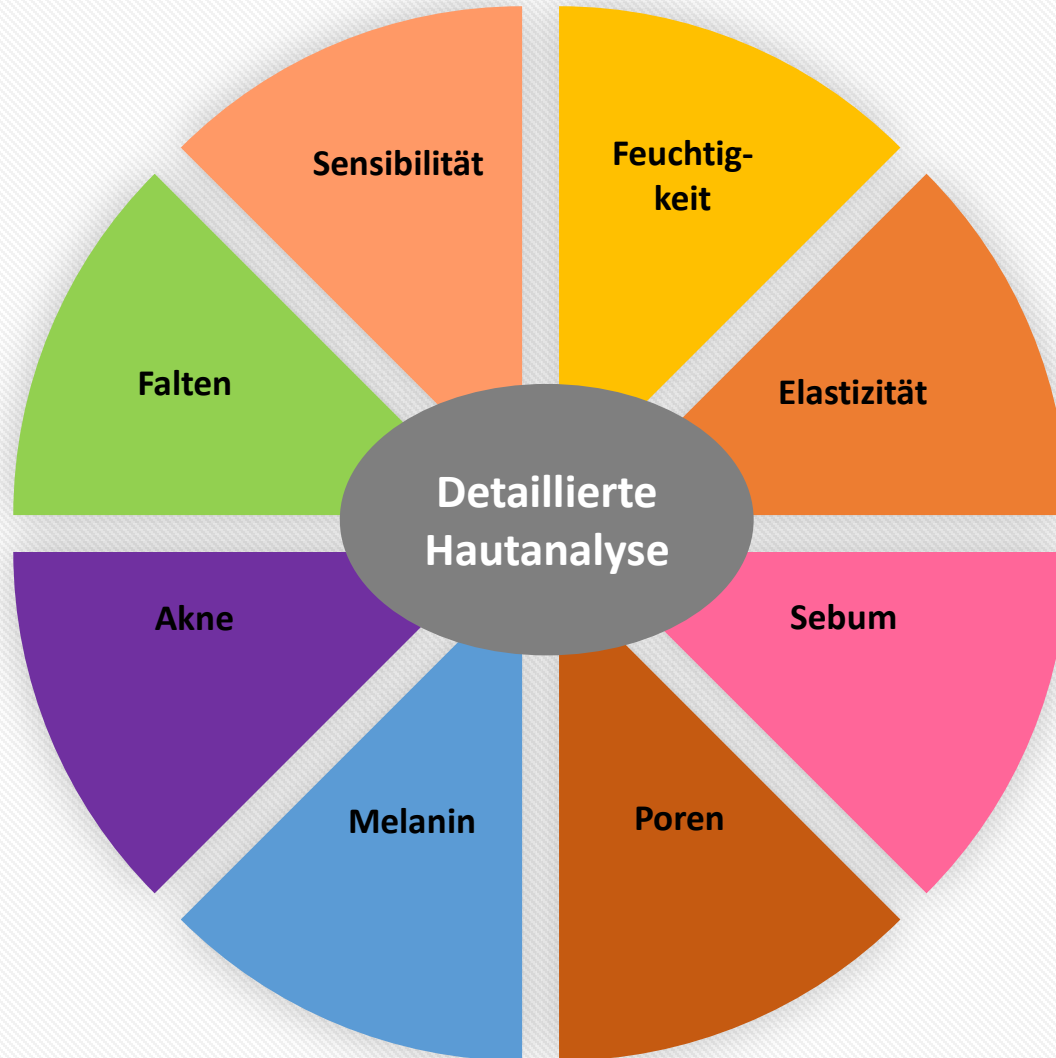 Sensibilität
Feuchtig-
keit
Falten
Elastizität
Detaillierte
Hautanalyse
Akne
Sebum
Melanin
Poren